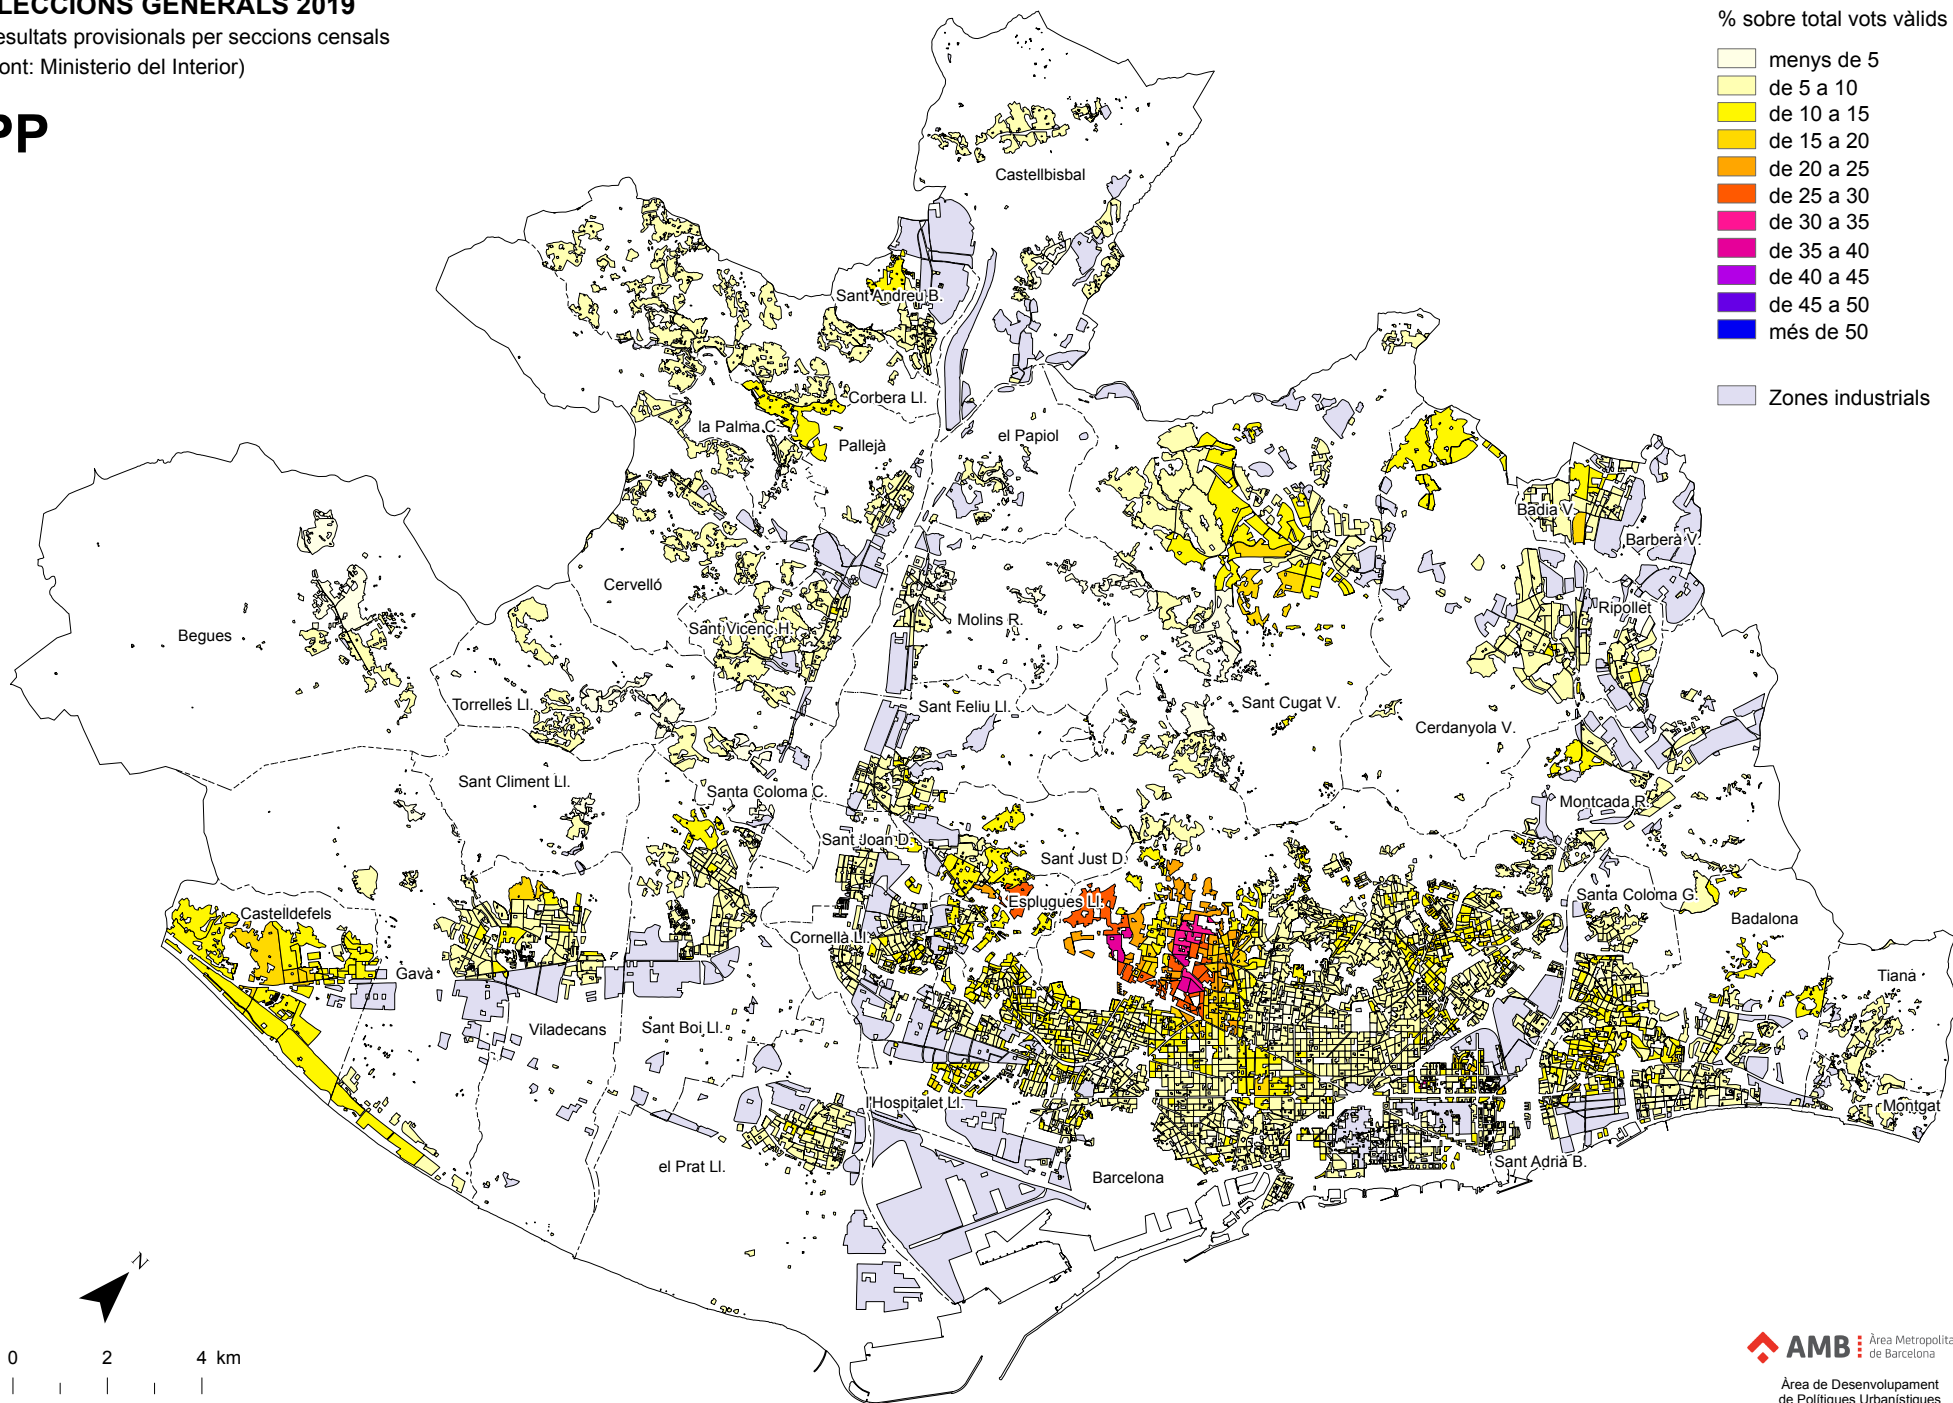 LECCIONS GENERALS 2019
esultats provisionals per seccions censals
ont: Ministerio del Interior)
PP
% sobre total vots vàlids
menys de 5
de 5 a 10
de 10 a 15
de 15 a 20
de 20 a 25
de 25 a 30
de 30 a 35
de 35 a 40
de 40 a 45
de 45 a 50
més de 50
Zones industrials
Castellbisbal
Sant Andreu B.
Corbera Ll.
la Palma C.
Pallejà
el Papiol
Badia V.
Barberà V.
Cervelló
Begues
Sant Vicenç H.
Molins R.
Ripollet
Torrelles Ll.
Sant Feliu Ll.
Sant Cugat V.
Cerdanyola V.
Sant Climent Ll.
Santa Coloma C.
Montcada R.
Sant Joan D.
Sant Just D.
Esplugues Ll.
Santa Coloma G.
Castelldefels
Badalona
Cornellà Ll.
Gavà
Tiana
Viladecans
Sant Boi Ll.
l'Hospitalet Ll.
Montgat
el Prat Ll.
Barcelona
Sant Adrià B.
N
0 2 4 km
AMB
Àrea Metropolita
de Barcelona
Àrea de Desenvolupament
de Polítiques Urbanístiques